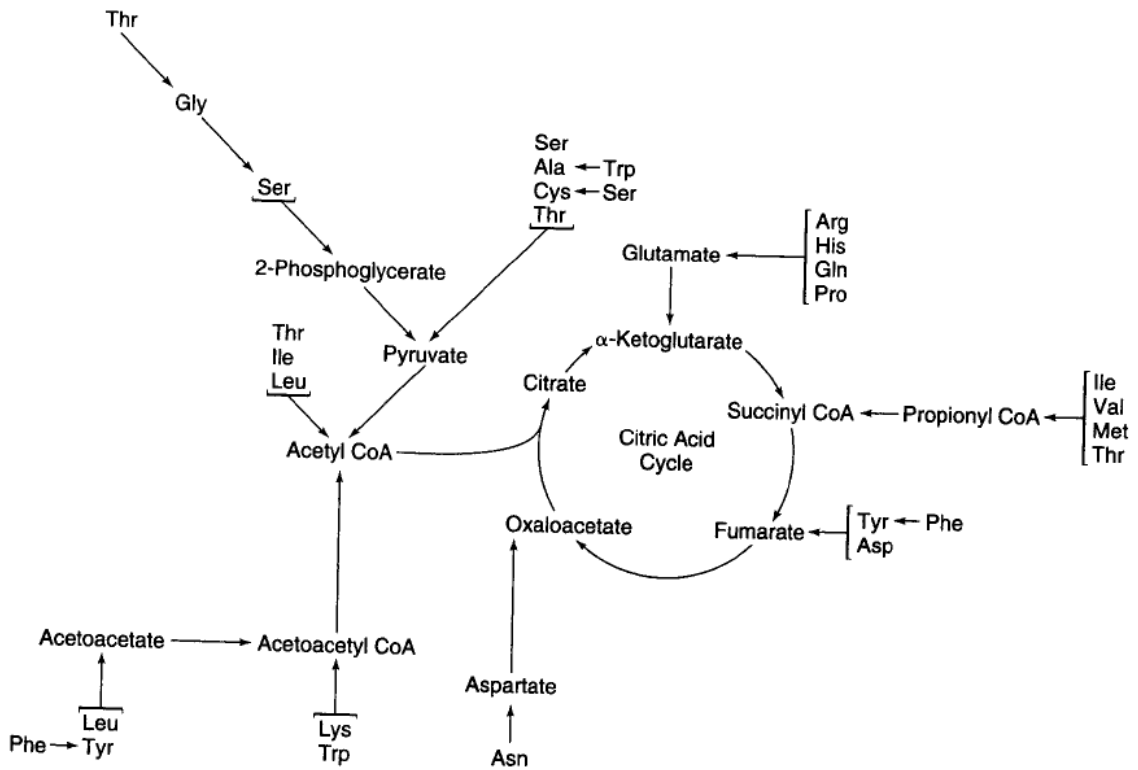 Thr
Gly
Ser
2-Phosphoglycerate
Ser
Ala Trp
Cys Ser
Thr
Pyruvate
Thr
Ile
Leu
Acetyl CoA
Glutamate
Arg
His
Gln
Pro
α-Ketoglutarate
Citrate
Succinyl CoA
Propionyl CoA
Ile
Val
Met
Thr
Citric Acid
Cycle
Oxaloacetate
Fumarate
Tyr Phe
Asp
Acetoacetate
Acetoacetyl CoA
Aspartate
Leu
Phe Tyr
Lys
Trp
Asn